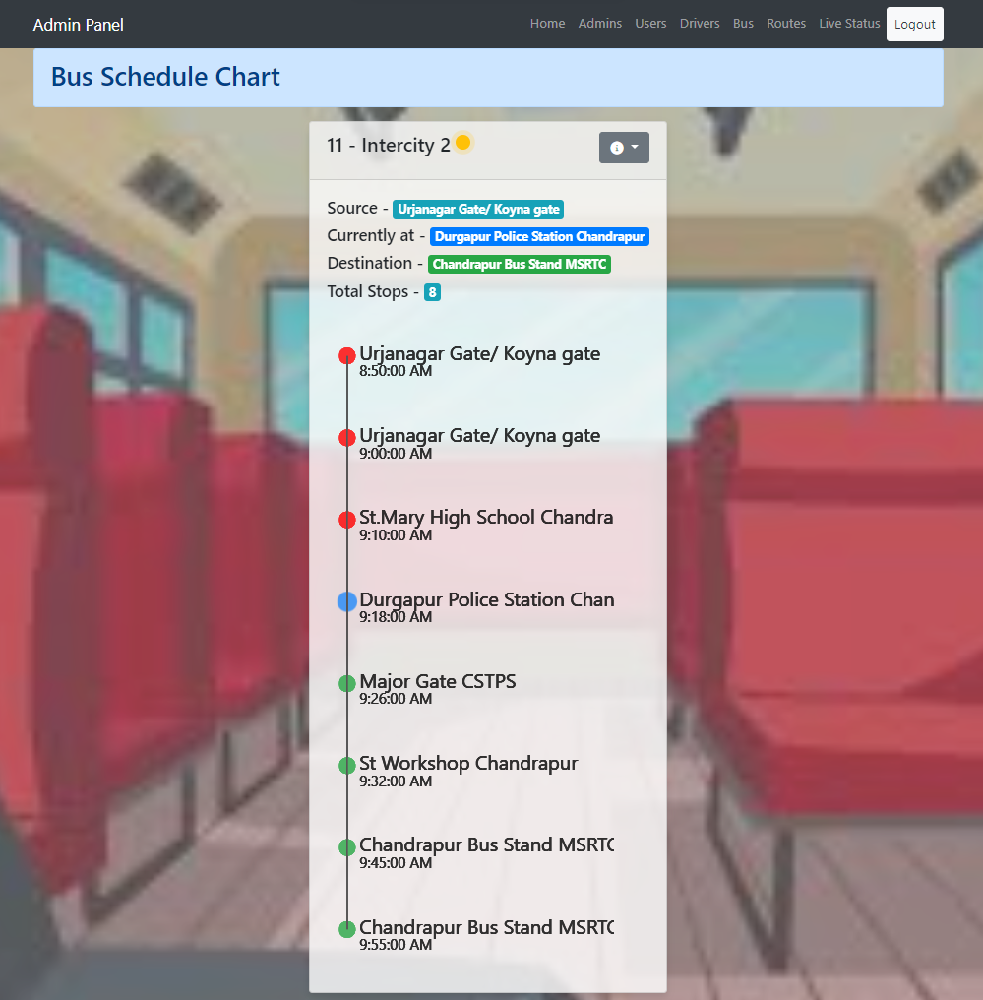 Admin Panel
Home Admins Users Drivers Bus Routes Live Status Logout
Bus Schedule Chart
11 - Intercity 2
Source - Urjanagar Gate/ Koyna gate
Currently at - Durgapur Police Station Chandrapur
Destination - Chandrapur Bus Stand MSRTC
Total Stops - 8
Urjanagar Gate/ Koyna gate
8:50:00 AM
Urjanagar Gate/ Koyna gate
9:00:00 AM
St.Mary High School Chandra
9:10:00 AM
Durgapur Police Station Chan
9:18:00 AM
Major Gate CSTPS
9:26:00 AM
St Workshop Chandrapur
9:32:00 AM
Chandrapur Bus Stand MSRTC
9:45:00 AM
Chandrapur Bus Stand MSRTC
9:55:00 AM